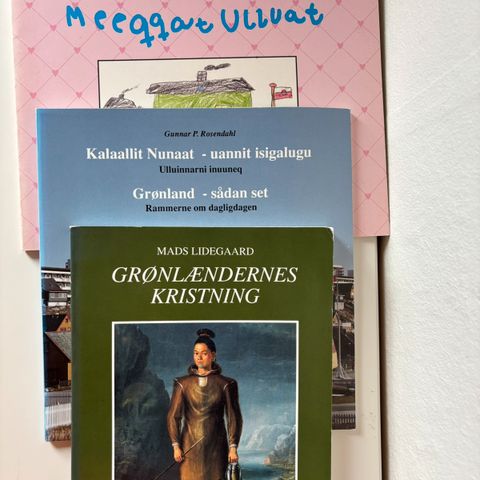 Meeqqat Ulluat
Gunnar P. Rosendahl
Kalaallit Nunaat - uannit isigalugu
Ulluinnarni inuuneq
Grønland - sådan set
Rammerne om dagligdagen
MADS LIDEGAARD
GRØNLÆNDERNES
KRISTNING